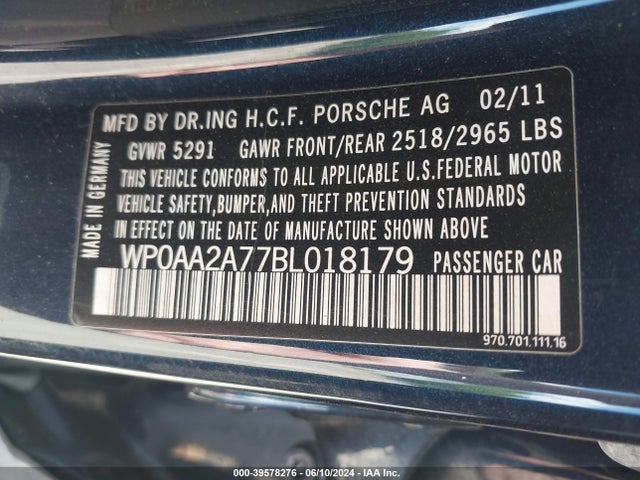 MFD BY DR.ING H.C.F. PORSCHE AG 02/11
GVWR 5291 GAWR FRONT/REAR 2518/2965 LBS
THIS VEHICLE CONFORMS TO ALL APPLICABLE U.S.FEDERAL MOTOR
VEHICLE SAFETY,BUMPER,AND THEFT PREVENTION STANDARDS
IN EFFECT ON THE DATE OF MANUFACTURE SHOWN ABOVE
WP0AA2A77BL018179 PASSENGER CAR
MADE IN GERMANY
970.701.111.16
000-39578276 - 06/10/2024 - IAA Inc.